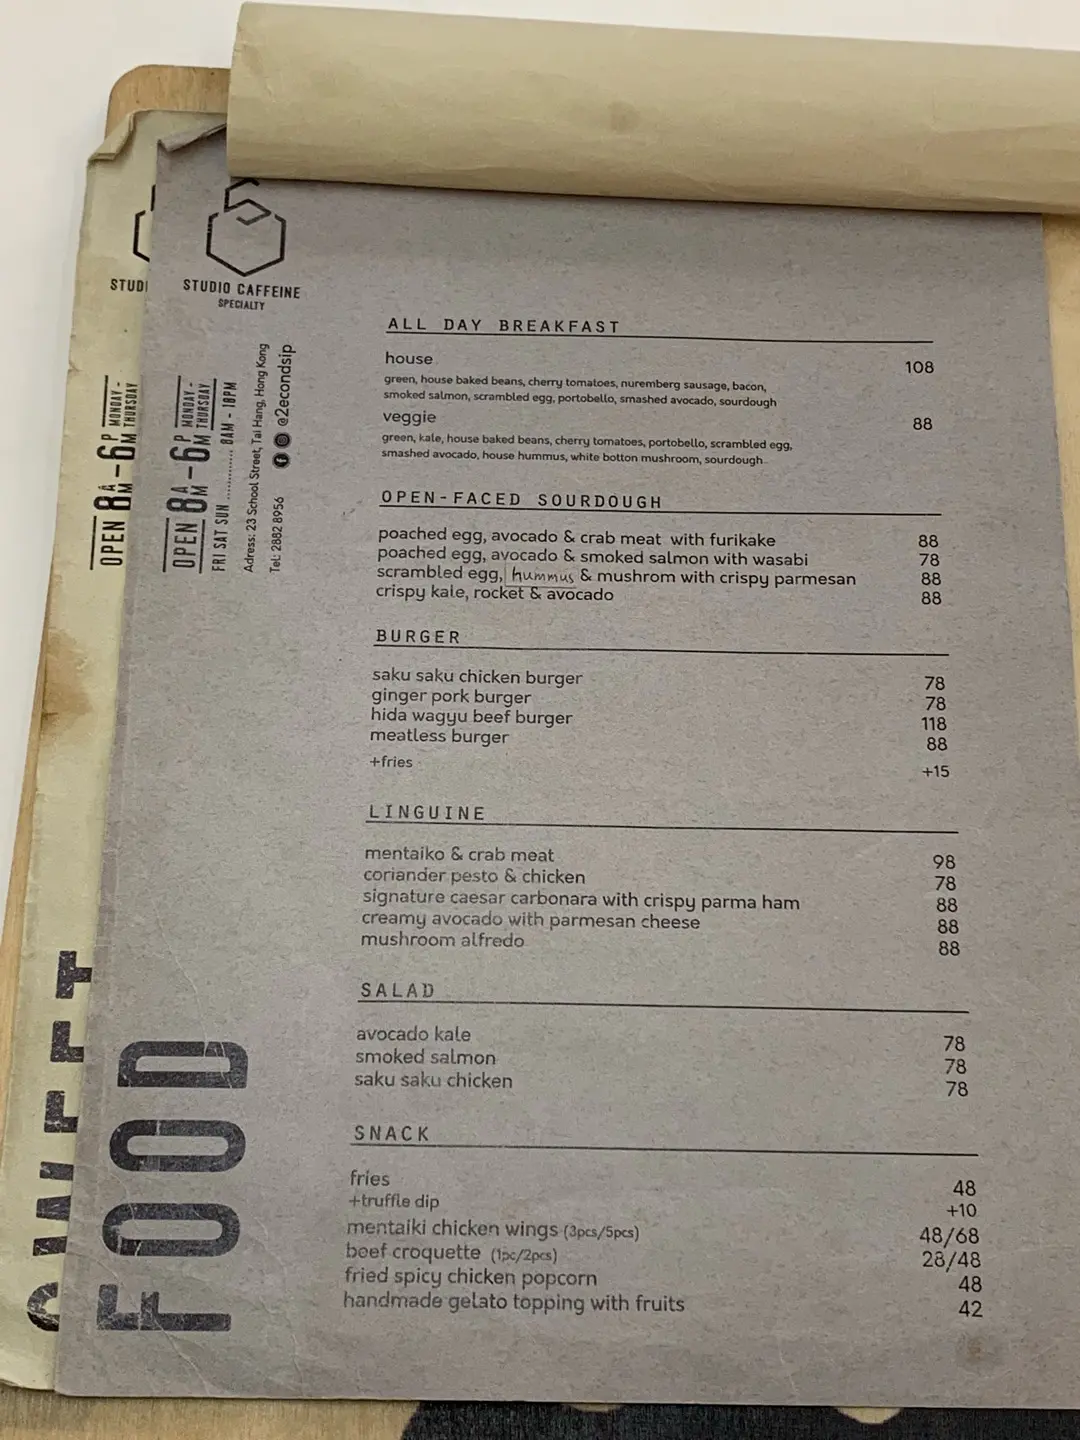 STUDIO CAFFEINE
SPECIALTY
OPEN 8AM-6PM MONDAY - THURSDAY
FRI SAT SUN ............ 8AM - 18PM
Adress: 23 School Street, Tai Hang, Hong Kong
Tel: 2882 8956 @2econdsip
STUDI
OPEN 8AM-6PM MONDAY - THURSDAY
SWEET
FOOD
ALL DAY BREAKFAST
house 108
green, house baked beans, cherry tomatoes, nuremberg sausage, bacon,
smoked salmon, scrambled egg, portobello, smashed avocado, sourdough
veggie 88
green, kale, house baked beans, cherry tomatoes, portobello, scrambled egg,
smashed avocado, house hummus, white botton mushroom, sourdough
OPEN-FACED SOURDOUGH
poached egg, avocado & crab meat with furikake 88
poached egg, avocado & smoked salmon with wasabi 78
scrambled egg, hummus & mushrom with crispy parmesan 88
crispy kale, rocket & avocado 88
BURGER
saku saku chicken burger 78
ginger pork burger 78
hida wagyu beef burger 118
meatless burger 88
+fries +15
LINGUINE
mentaiko & crab meat 98
coriander pesto & chicken 78
signature caesar carbonara with crispy parma ham 88
creamy avocado with parmesan cheese 88
mushroom alfredo 88
SALAD
avocado kale 78
smoked salmon 78
saku saku chicken 78
SNACK
fries 48
+truffle dip +10
mentaiki chicken wings (3pcs/5pcs) 48/68
beef croquette (1pc/2pcs) 28/48
fried spicy chicken popcorn 48
handmade gelato topping with fruits 42